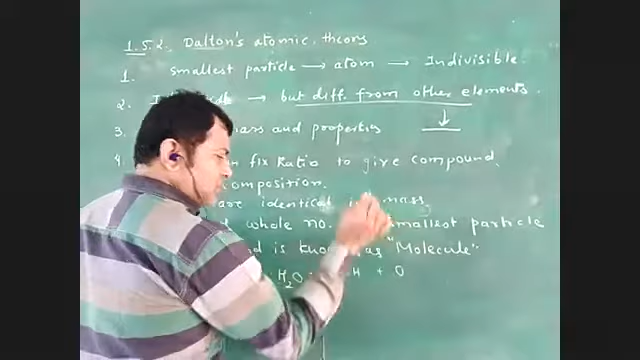 1.5.2. Dalton's atomic theory
1. Smallest particle → atom → Indivisible.
2. → but diff. from other elements.
3. mass and properties
4. fix Ratio to give compound.
composition.
are identical in mass.
whole no. smallest particle
is known as "Molecule".
H2O H + O